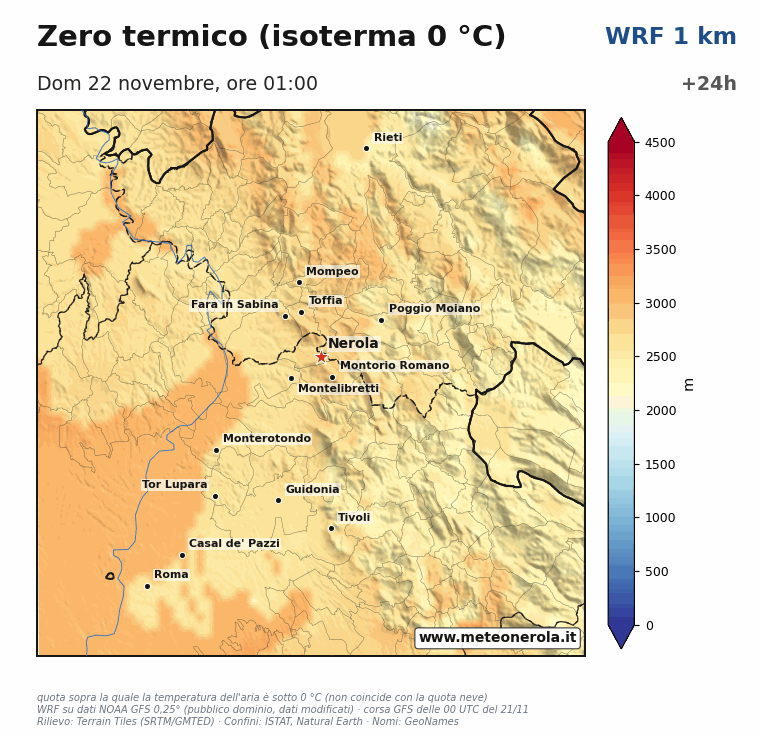 Zero termico (isoterma 0 °C)
WRF 1 km
Dom 22 novembre, ore 01:00
+24h
Rieti
Mompeo
Fara in Sabina
Toffia
Poggio Moiano
Nerola
Montorio Romano
Montelibretti
Monterotondo
Tor Lupara
Guidonia
Tivoli
Casal de' Pazzi
Roma
www.meteonerola.it
4500
4000
3500
3000
2500
2000
1500
1000
500
0
m
quota sopra la quale la temperatura dell'aria è sotto 0 °C (non coincide con la quota neve)
WRF su dati NOAA GFS 0,25° (pubblico dominio, dati modificati) · corsa GFS delle 00 UTC del 21/11
Rilievo: Terrain Tiles (SRTM/GMTED) · Confini: ISTAT, Natural Earth · Nomi: GeoNames